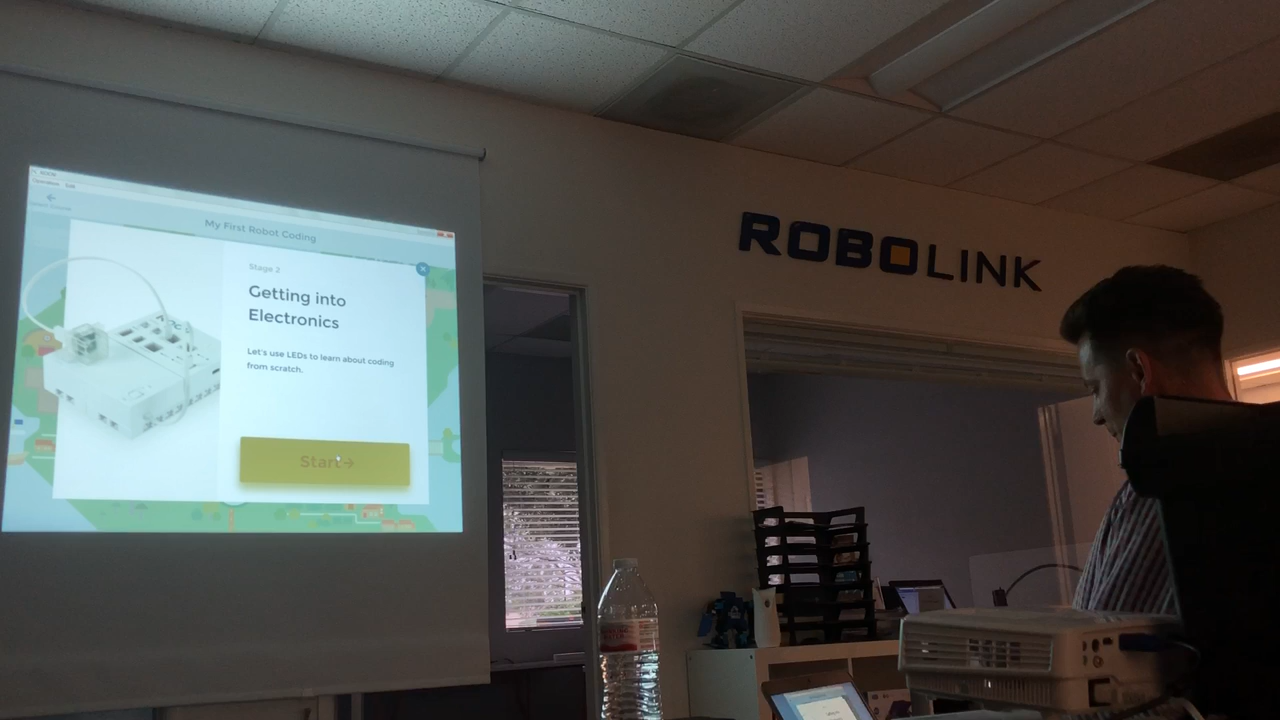 My First Robot Coding
Stage 2
Getting into
Electronics
Let's use LEDs to learn about coding
from scratch.
Start
ROBOLINK